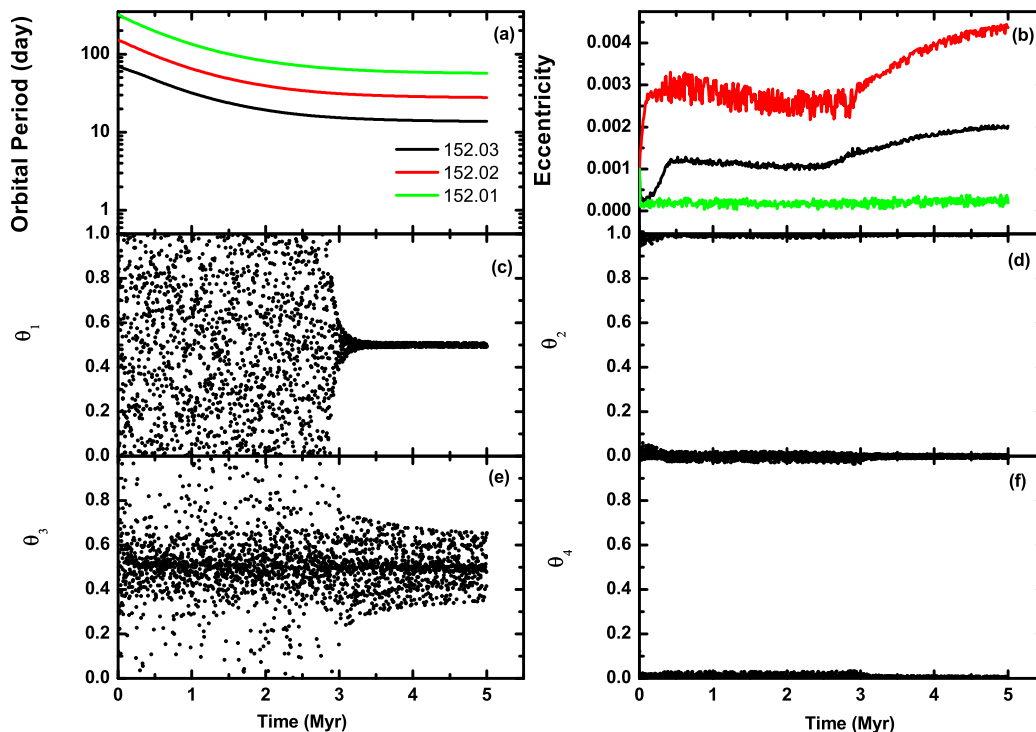 Orbital Period (day)
100
10
1
(a)
152.03
152.02
152.01
Eccentricity
0.004
0.003
0.002
0.001
0.000
(b)
θ1
1.0
0.8
0.6
0.4
0.2
0.0
(c)
θ2
1.0
0.8
0.6
0.4
0.2
0.0
(d)
θ3
0.8
0.6
0.4
0.2
0.0
(e)
0 1 2 3 4 5
Time (Myr)
θ4
0.8
0.6
0.4
0.2
0.0
(f)
0 1 2 3 4 5
Time (Myr)